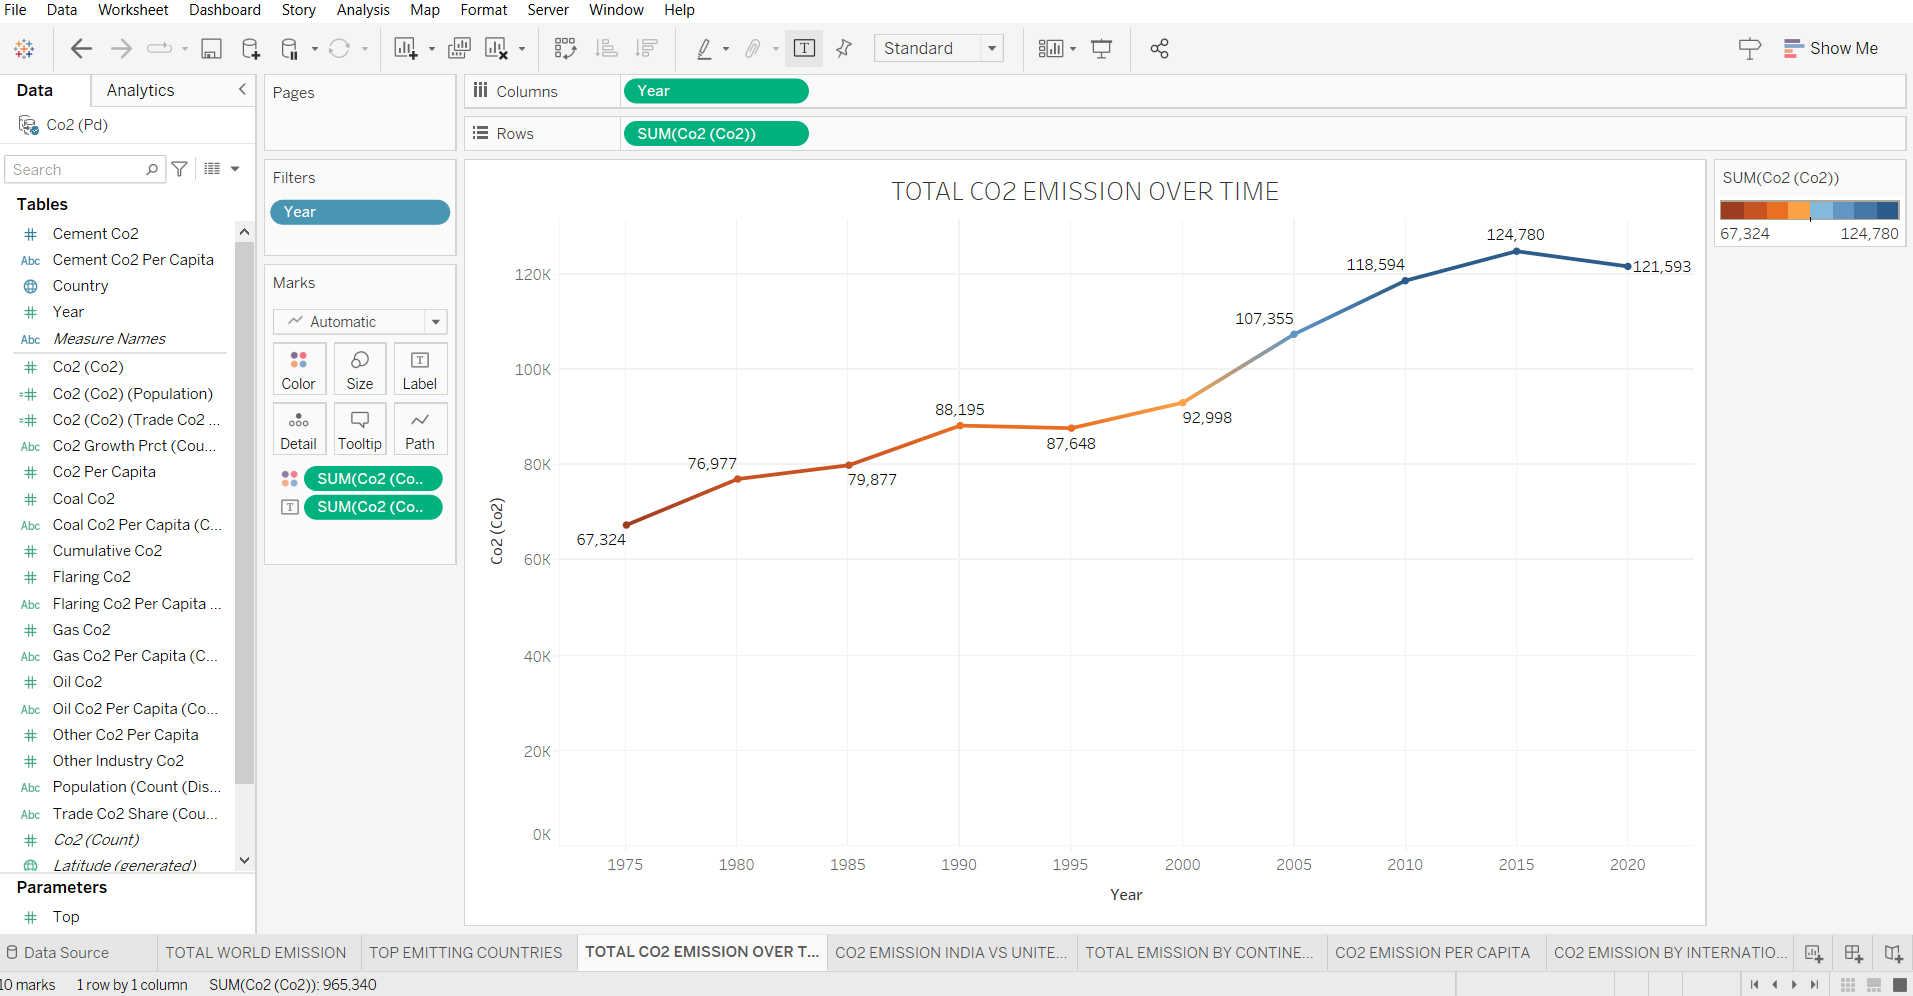 File Data Worksheet Dashboard Story Analysis Map Format Server Window Help
Standard
Show Me
Data Analytics
Co2 (Pd)
Search
Tables
Cement Co2
Abc Cement Co2 Per Capita
Country
Year
Abc Measure Names
Co2 (Co2)
Co2 (Co2) (Population)
Co2 (Co2) (Trade Co2 ...
Abc Co2 Growth Prct (Cou...
Co2 Per Capita
Coal Co2
Abc Coal Co2 Per Capita (C...
Cumulative Co2
Flaring Co2
Abc Flaring Co2 Per Capita ...
Gas Co2
Abc Gas Co2 Per Capita (C...
Oil Co2
Abc Oil Co2 Per Capita (Co...
Other Co2 Per Capita
Other Industry Co2
Abc Population (Count (Dis...
Abc Trade Co2 Share (Cou...
Co2 (Count)
Latitude (generated)
Parameters
Top
Pages
Filters
Year
Marks
Automatic
Color Size Label
Detail Tooltip Path
SUM(Co2 (Co..
SUM(Co2 (Co..
Columns Year
Rows SUM(Co2 (Co2))
TOTAL CO2 EMISSION OVER TIME
Co2 (Co2)
120K
100K
80K
60K
40K
20K
0K
67,324
76,977
79,877
88,195
87,648
92,998
107,355
118,594
124,780
121,593
1975 1980 1985 1990 1995 2000 2005 2010 2015 2020
Year
SUM(Co2 (Co2))
67,324 124,780
Data Source TOTAL WORLD EMISSION TOP EMITTING COUNTRIES TOTAL CO2 EMISSION OVER T... CO2 EMISSION INDIA VS UNITE... TOTAL EMISSION BY CONTINE... CO2 EMISSION PER CAPITA CO2 EMISSION BY INTERNATIO...
10 marks 1 row by 1 column SUM(Co2 (Co2)): 965,340